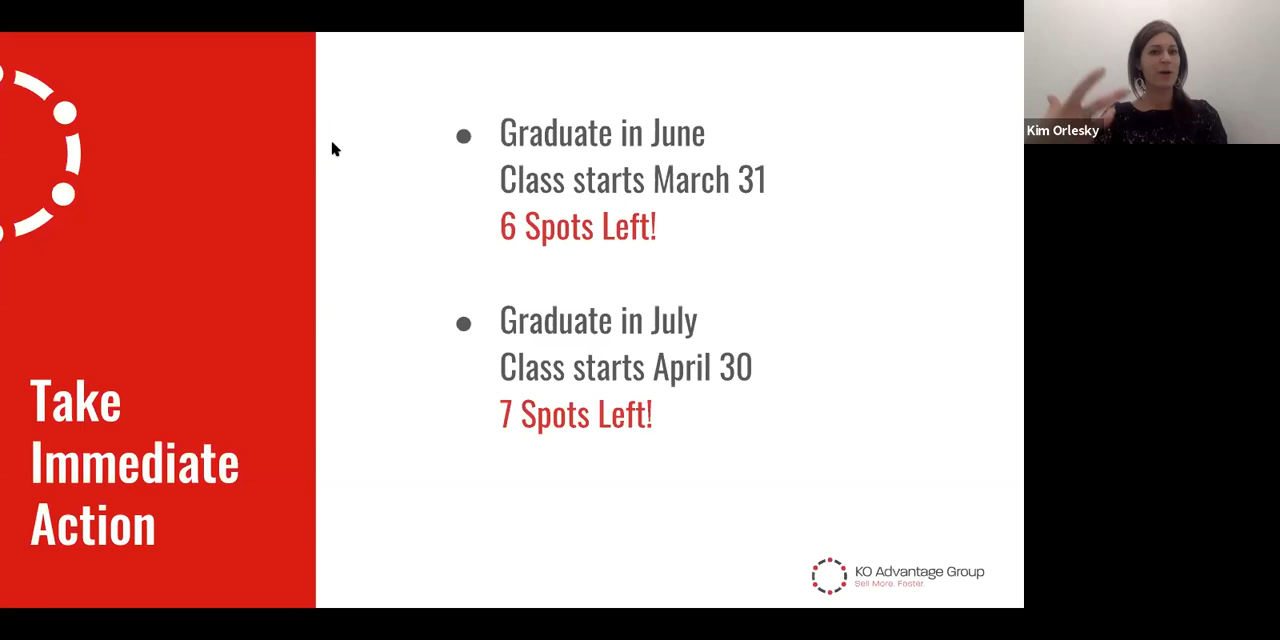 Take
Immediate
Action
Graduate in June
Class starts March 31
6 Spots Left!
Graduate in July
Class starts April 30
7 Spots Left!
KO Advantage Group
Sell More. Faster.
Kim Orlesky